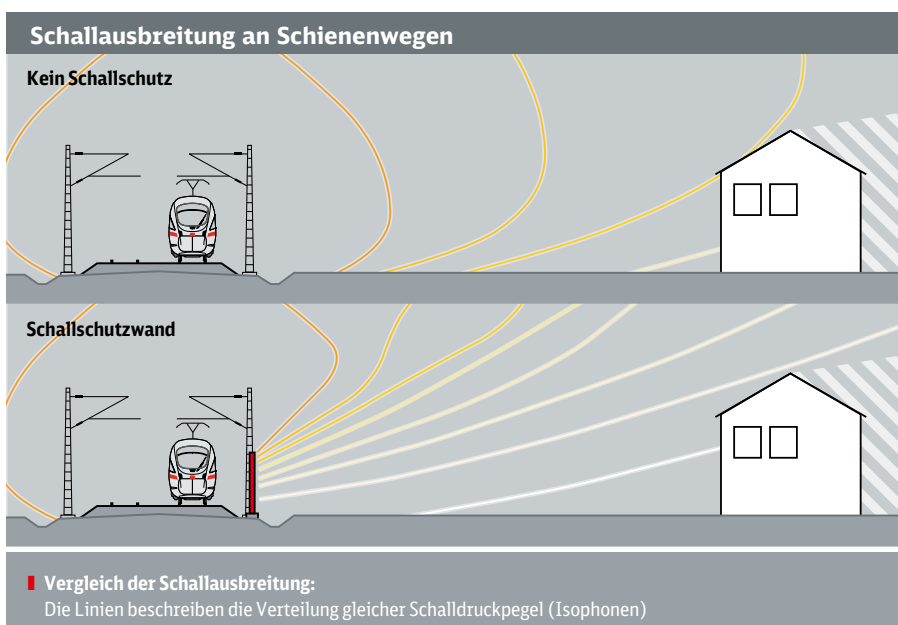 Schallausbreitung an Schienenwegen
Kein Schallschutz
Schallschutzwand
Vergleich der Schallausbreitung:
Die Linien beschreiben die Verteilung gleicher Schalldruckpegel (Isophonen)